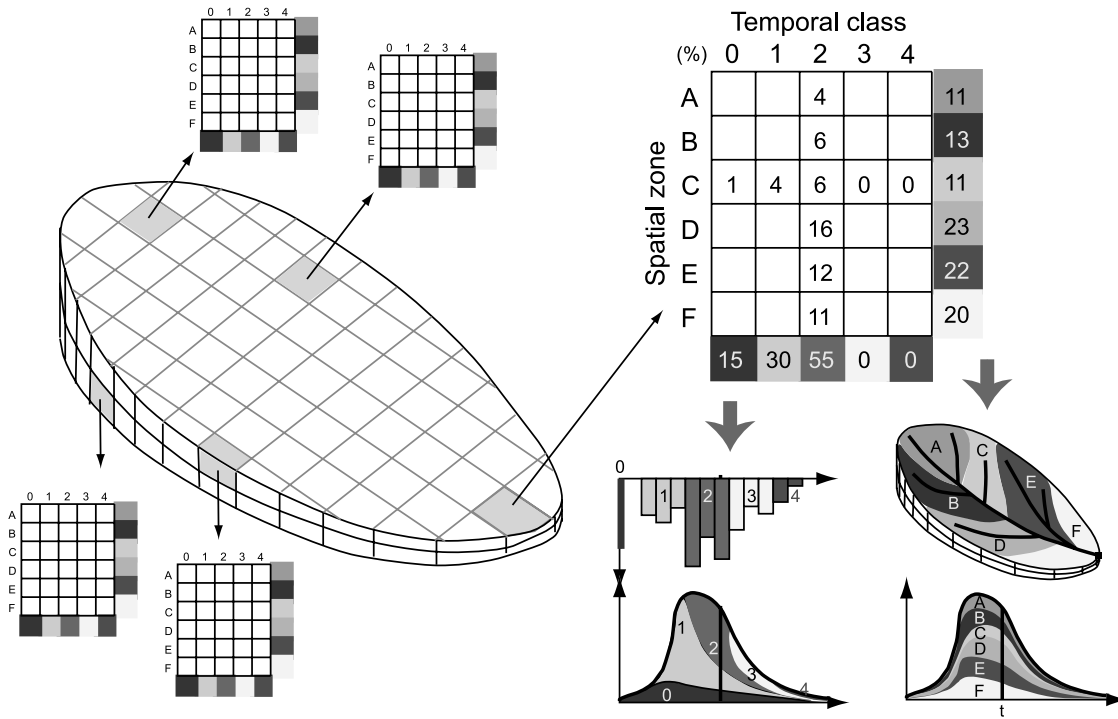 0 1 2 3 4
A
B
C
D
E
F
0 1 2 3 4
A
B
C
D
E
F
Temporal class
(%) 0 1 2 3 4
Spatial zone
A 4 11
B 6 13
C 1 4 6 0 0 11
D 16 23
E 12 22
F 11 20
15 30 55 0 0
0 1 2 3 4
A
B
C
D
E
F
0 1 2 3 4
A
B
C
D
E
F
0
1 2 3 4
1 2 3 4
0
A C E
B D F
A
B
C
D
E
F
t